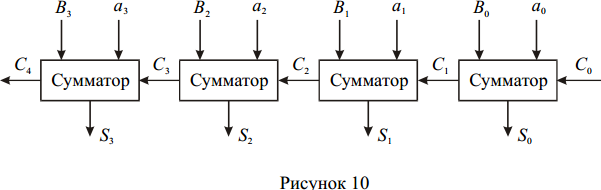 B3 a3 B2 a2 B1 a1 B0 a0
C4 Сумматор C3 Сумматор C2 Сумматор C1 Сумматор C0
S3 S2 S1 S0
Рисунок 10